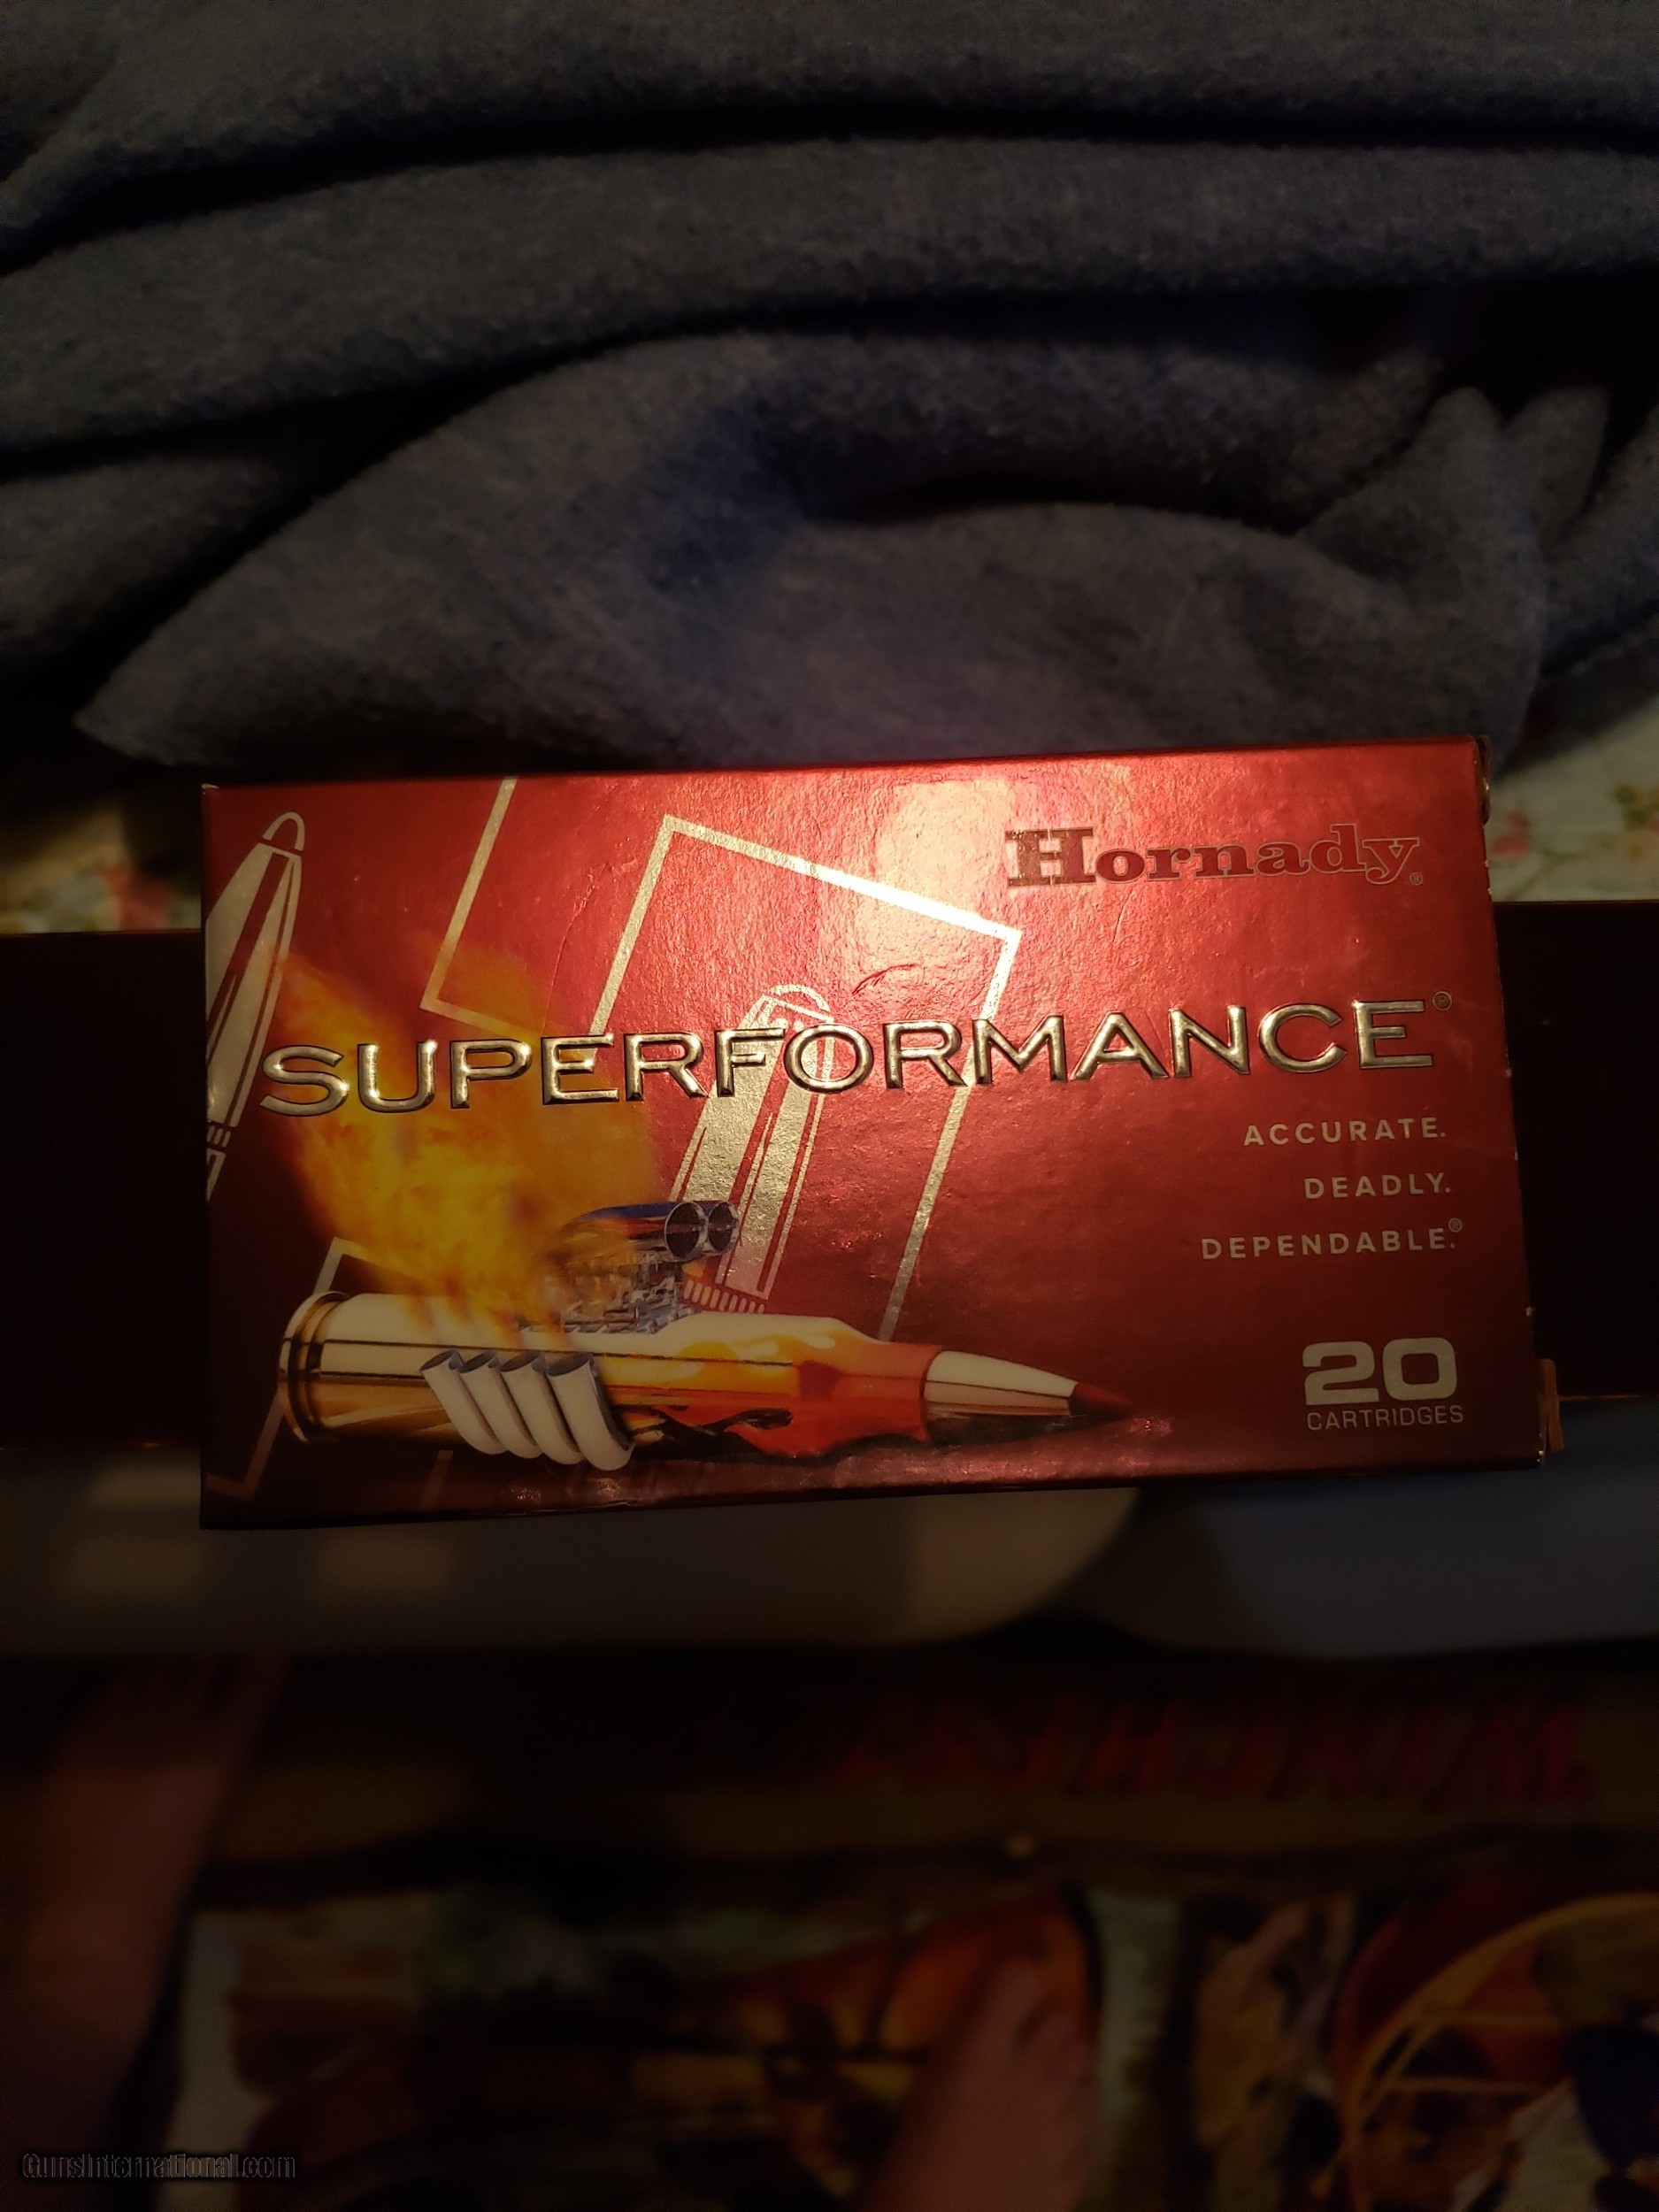 Hornady®
SUPERFORMANCE®
ACCURATE.
DEADLY.
DEPENDABLE.®
20
CARTRIDGES
GunsInternational.com